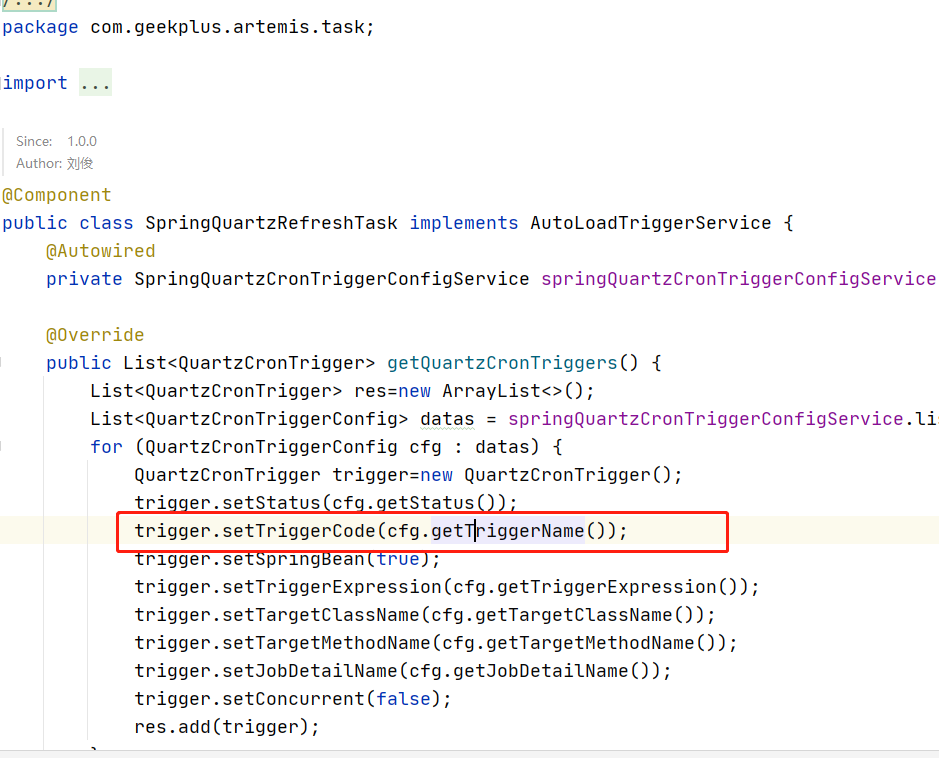 /.../
package com.geekplus.artemis.task;
import ...
Since: 1.0.0
Author: 刘俊
@Component
public class SpringQuartzRefreshTask implements AutoLoadTriggerService {
@Autowired
private SpringQuartzCronTriggerConfigService springQuartzCronTriggerConfigService
@Override
public List<QuartzCronTrigger> getQuartzCronTriggers() {
List<QuartzCronTrigger> res=new ArrayList<>();
List<QuartzCronTriggerConfig> datas = springQuartzCronTriggerConfigService.li
for (QuartzCronTriggerConfig cfg : datas) {
QuartzCronTrigger trigger=new QuartzCronTrigger();
trigger.setStatus(cfg.getStatus());
trigger.setTriggerCode(cfg.getTriggerName());
trigger.setSpringBean(true);
trigger.setTriggerExpression(cfg.getTriggerExpression());
trigger.setTargetClassName(cfg.getTargetClassName());
trigger.setTargetMethodName(cfg.getTargetMethodName());
trigger.setJobDetailName(cfg.getJobDetailName());
trigger.setConcurrent(false);
res.add(trigger);